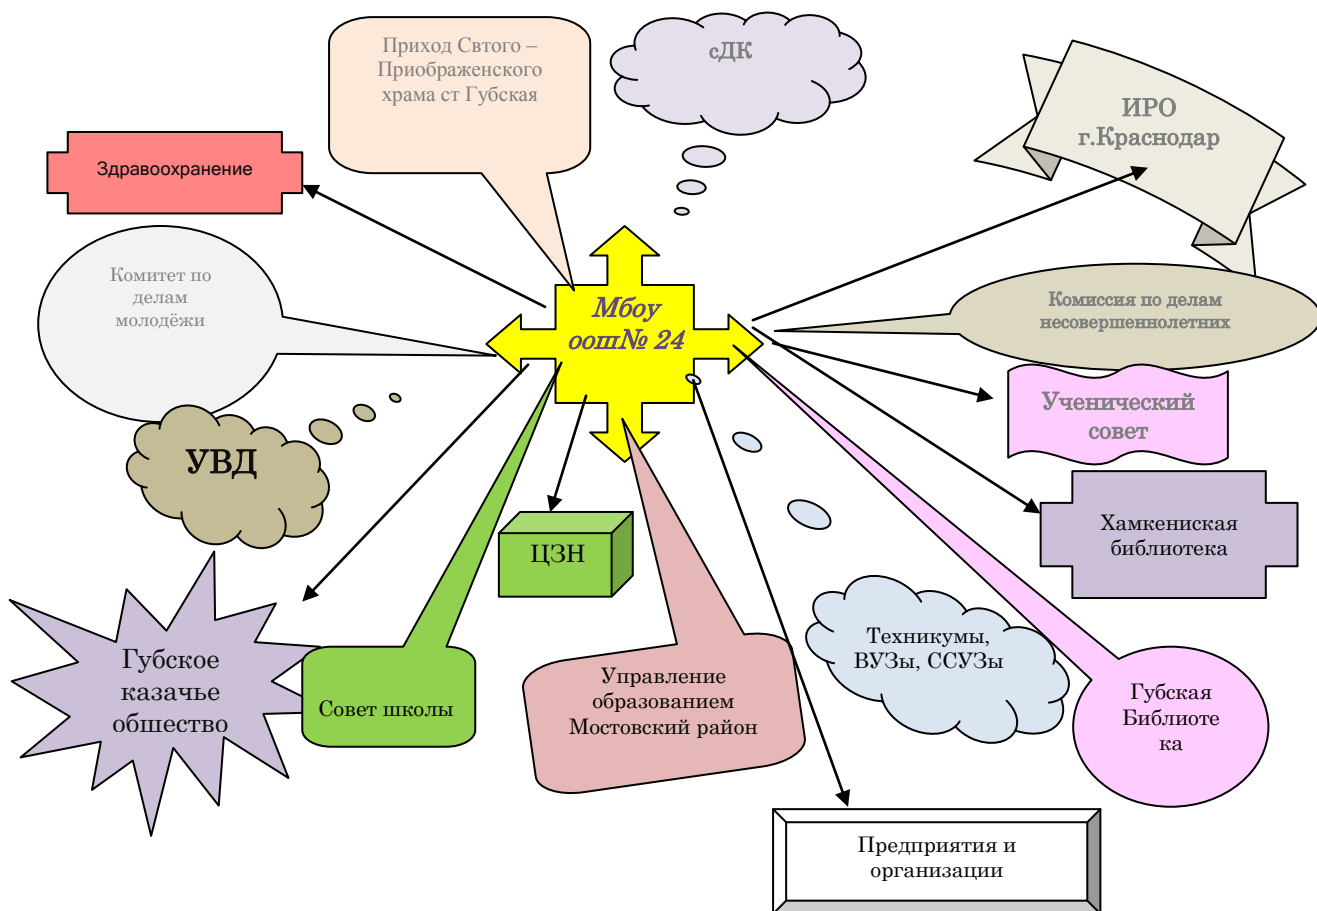 Приход Свтого –
Приображенского
храма ст Губская
сДК
ИРО
г.Краснодар
Здравоохранение
Комитет по
делам
молодёжи
Мбоу
оош№ 24
Комиссия по делам
несовершеннолетних
Ученический
совет
УВД
Хамкениская
библиотека
ЦЗН
Губское
казачье
обшество
Совет школы
Управление
образованием
Мостовский район
Техникумы,
ВУЗы, ССУЗы
Губская
Библиоте
ка
Предприятия и
организации